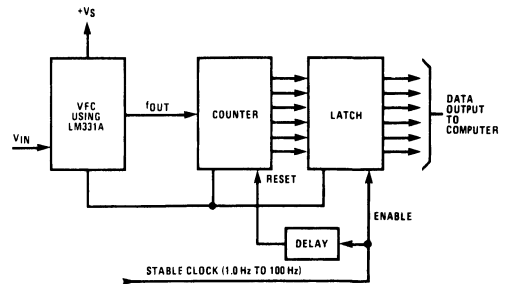 +VS
VFC
USING
LM331A
VIN
fOUT
COUNTER
LATCH
DATA
OUTPUT
TO
COMPUTER
RESET
ENABLE
DELAY
STABLE CLOCK (1.0 Hz TO 100 Hz)